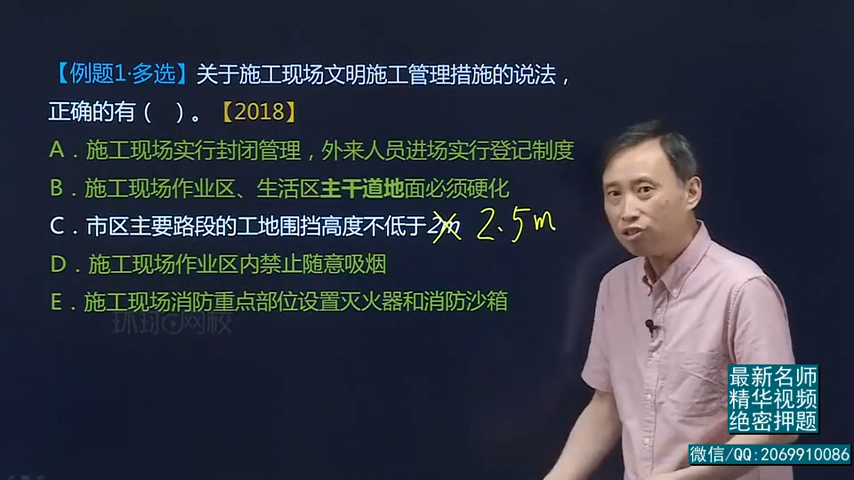 【例题1·多选】关于施工现场文明施工管理措施的说法，
正确的有（ ）。【2018】
A．施工现场实行封闭管理，外来人员进场实行登记制度
B．施工现场作业区、生活区主干道地面必须硬化
C．市区主要路段的工地围挡高度不低于2m 2.5m
D．施工现场作业区内禁止随意吸烟
E．施工现场消防重点部位设置灭火器和消防沙箱
环球网校
最新名师
精华视频
绝密押题
微信/QQ:2069910086